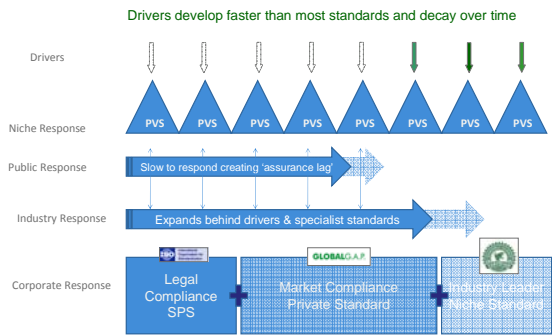 Drivers develop faster than most standards and decay over time
Drivers
Niche Response
PVS PVS PVS PVS PVS PVS PVS PVS
Public Response
Slow to respond creating 'assurance lag'
Industry Response
Expands behind drivers & specialist standards
Corporate Response
ISO
GLOBALG.A.P.
Legal
Compliance
SPS
Market Compliance
Private Standard
Industry Leader
Niche Standard